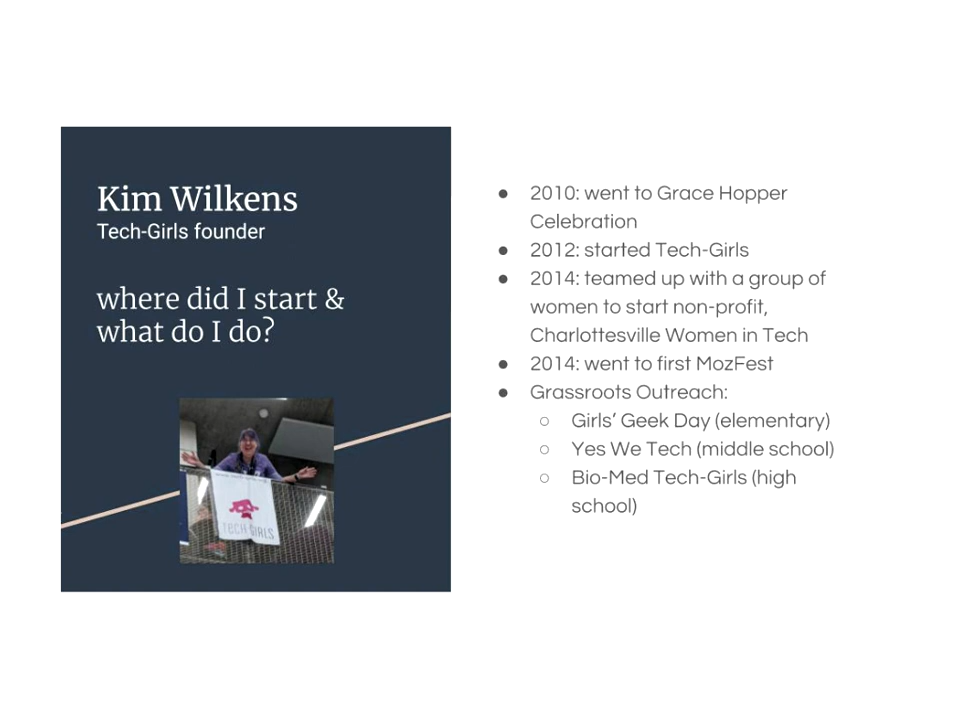 Kim Wilkens
Tech-Girls founder
where did I start &
what do I do?
TECH GIRLS
● 2010: went to Grace Hopper
Celebration
● 2012: started Tech-Girls
● 2014: teamed up with a group of
women to start non-profit,
Charlottesville Women in Tech
● 2014: went to first MozFest
● Grassroots Outreach:
○ Girls’ Geek Day (elementary)
○ Yes We Tech (middle school)
○ Bio-Med Tech-Girls (high
school)